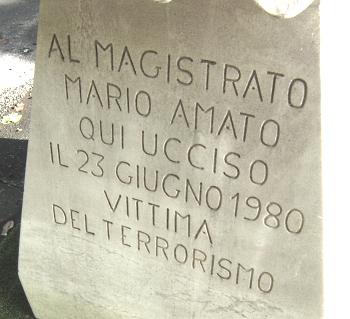 AL MAGISTRATO
MARIO AMATO
QUI UCCISO
IL 23 GIUGNO 1980
VITTIMA
DEL TERRORISMO